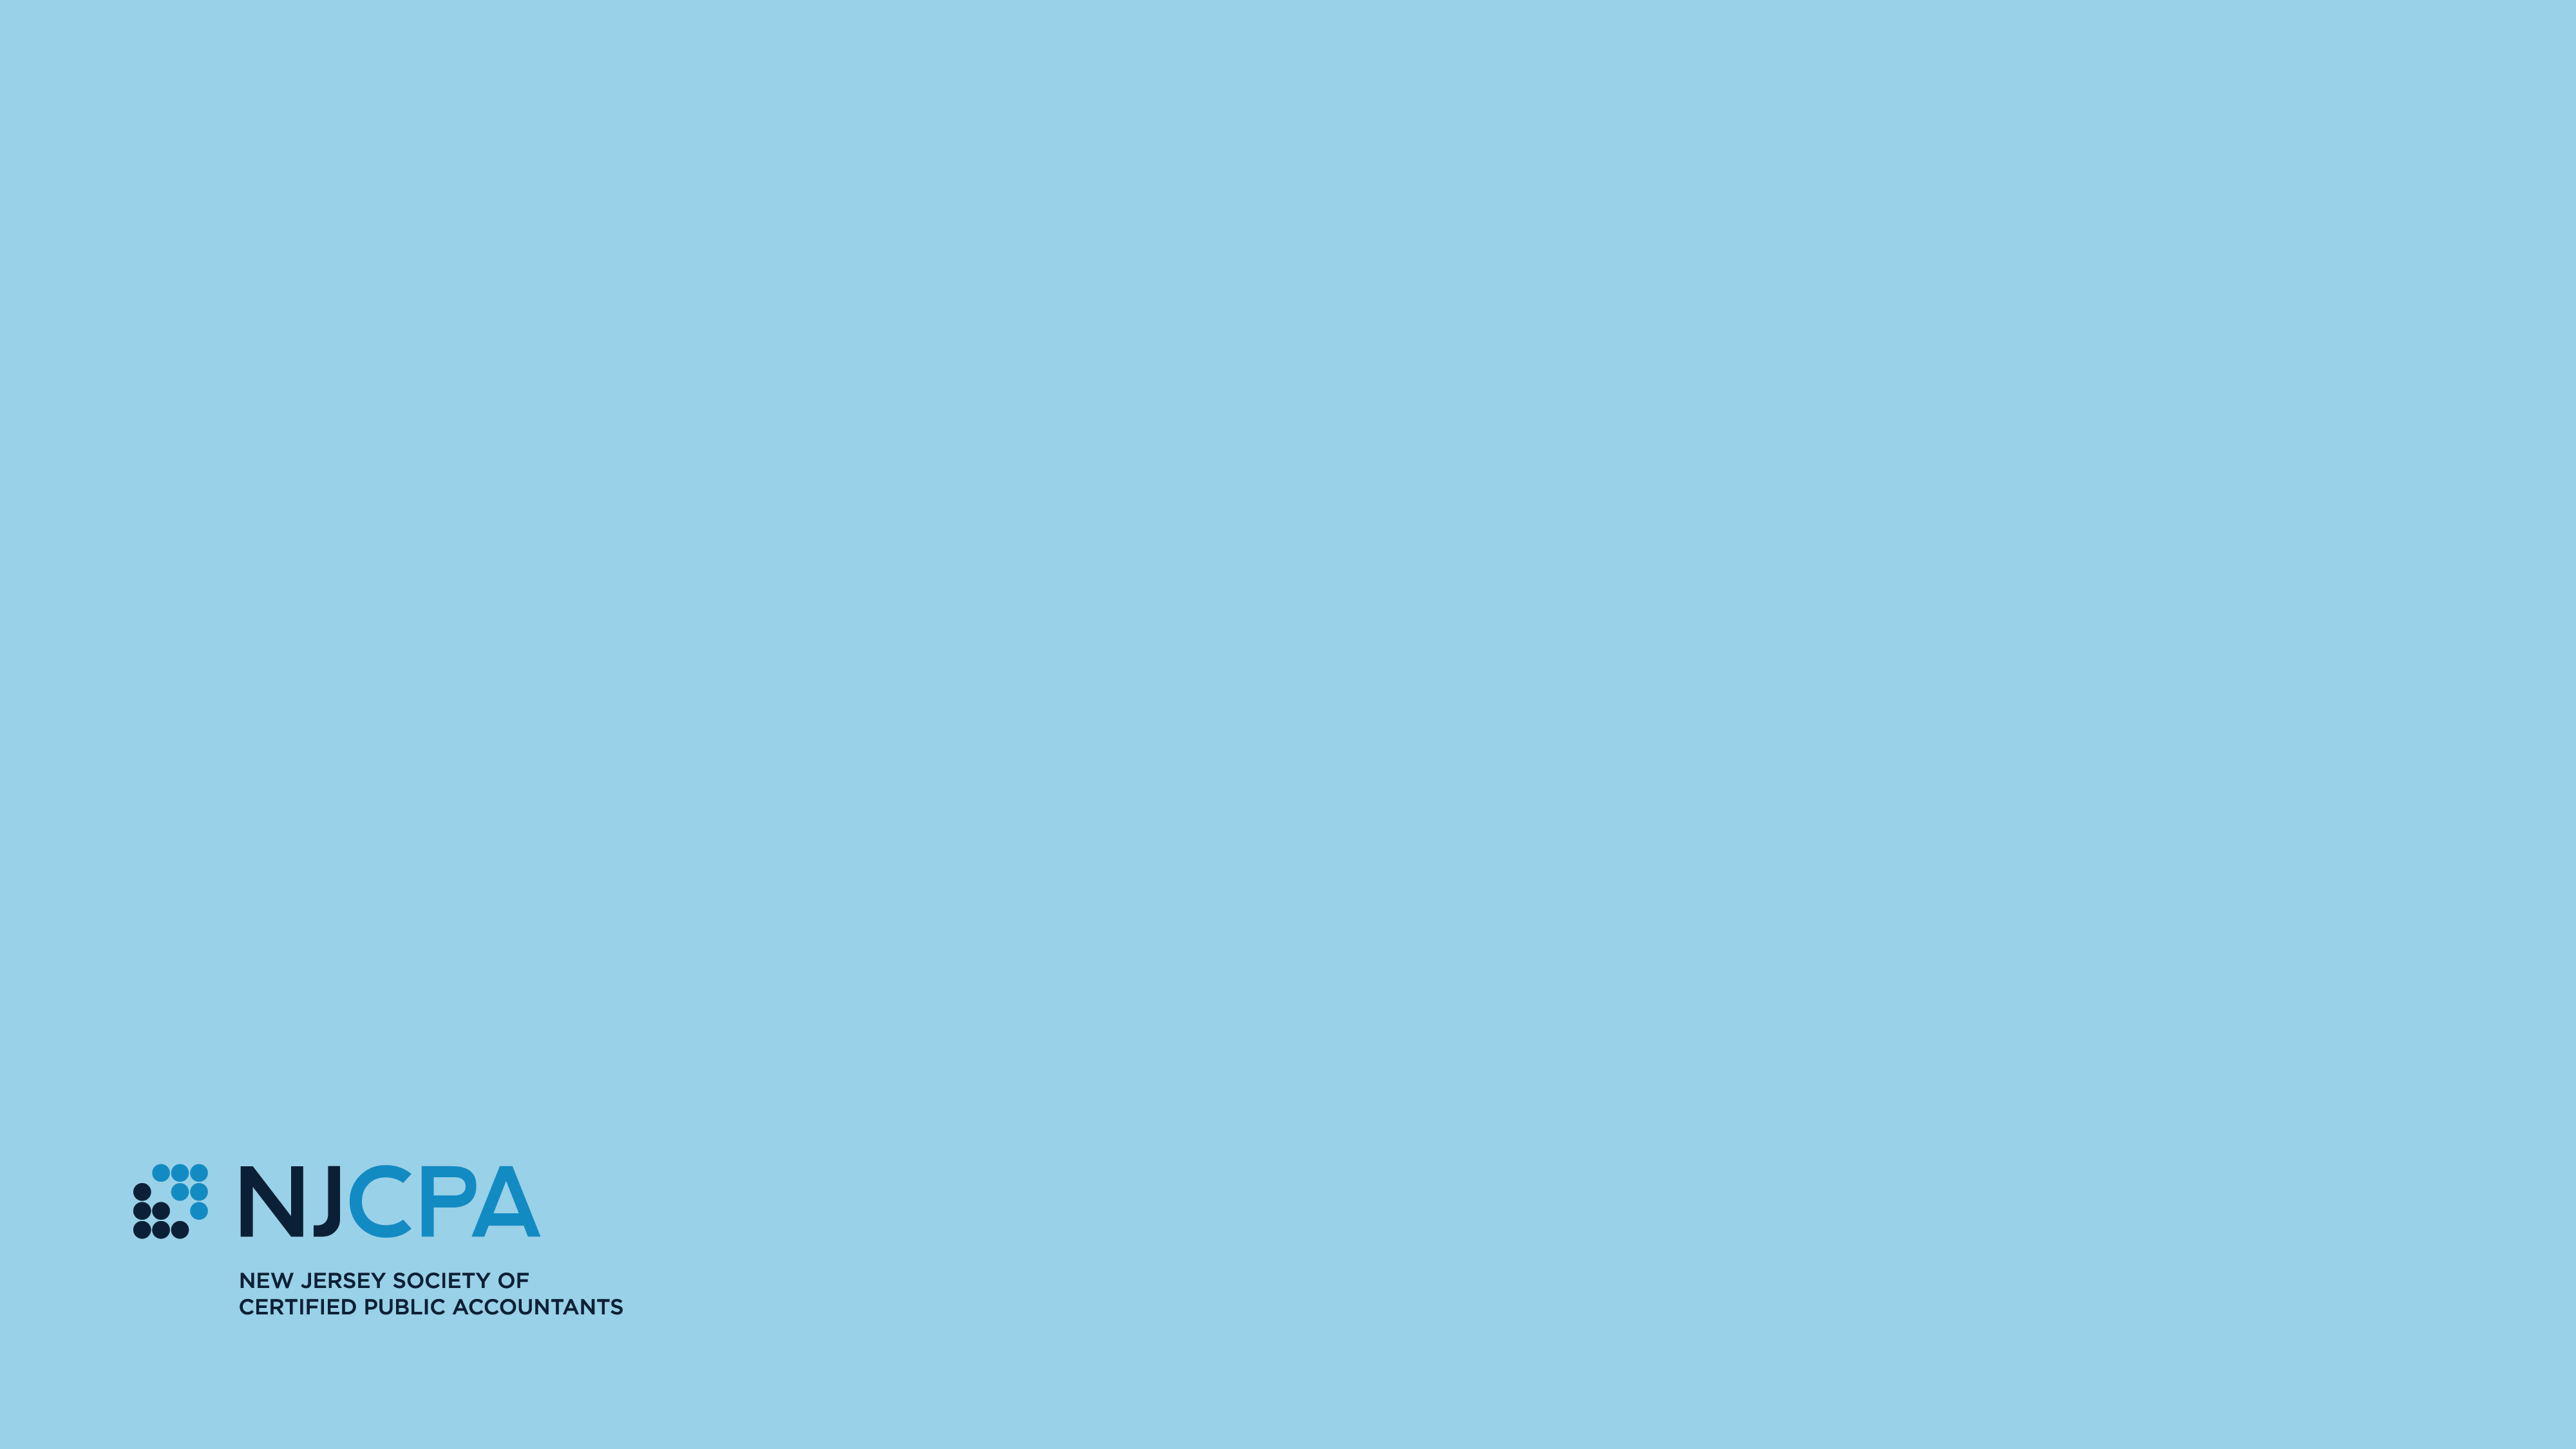 NJCPA
NEW JERSEY SOCIETY OF
CERTIFIED PUBLIC ACCOUNTANTS